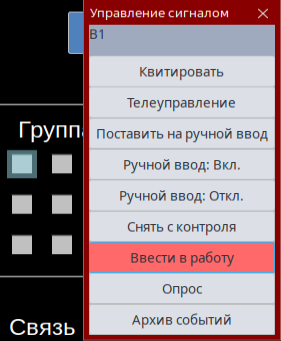 Управление сигналом
B1
Квитировать
Телеуправление
Поставить на ручной ввод
Ручной ввод: Вкл.
Группа
Ручной ввод: Откл.
Снять с контроля
Ввести в работу
Опрос
Архив событий
Связь